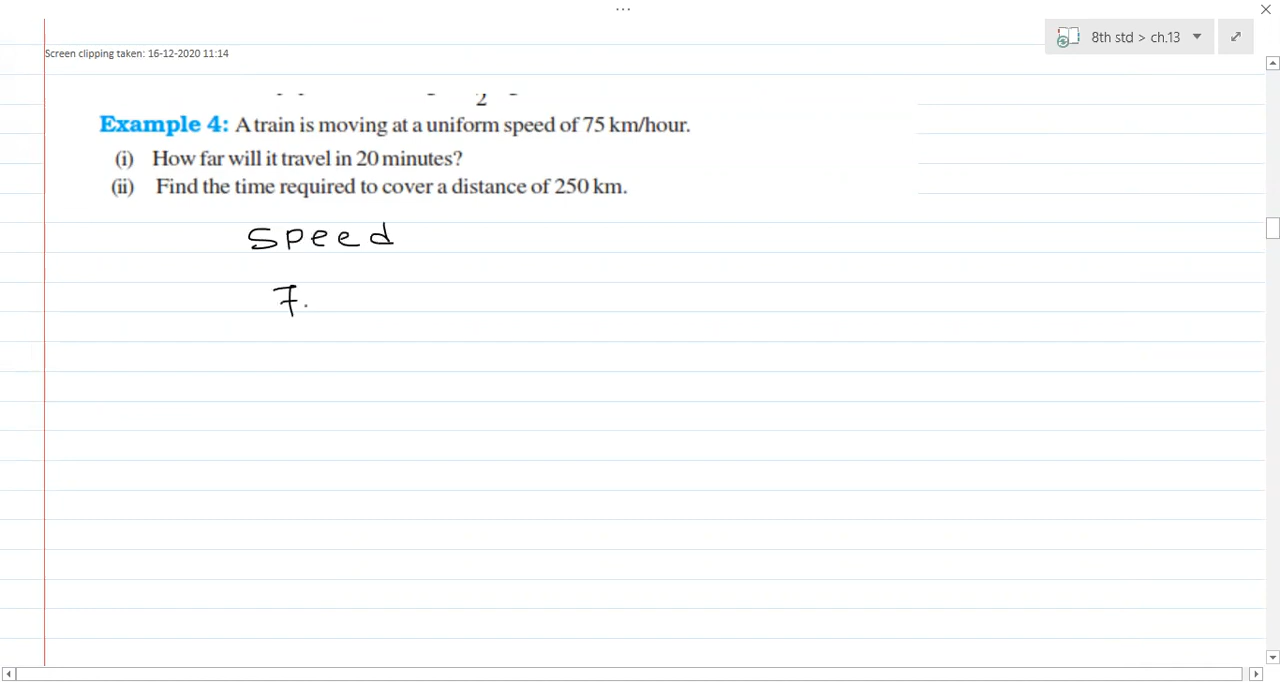 ...
8th std > ch.13
Screen clipping taken: 16-12-2020 11:14
2
Example 4: A train is moving at a uniform speed of 75 km/hour.
(i) How far will it travel in 20 minutes?
(ii) Find the time required to cover a distance of 250 km.
Speed
7